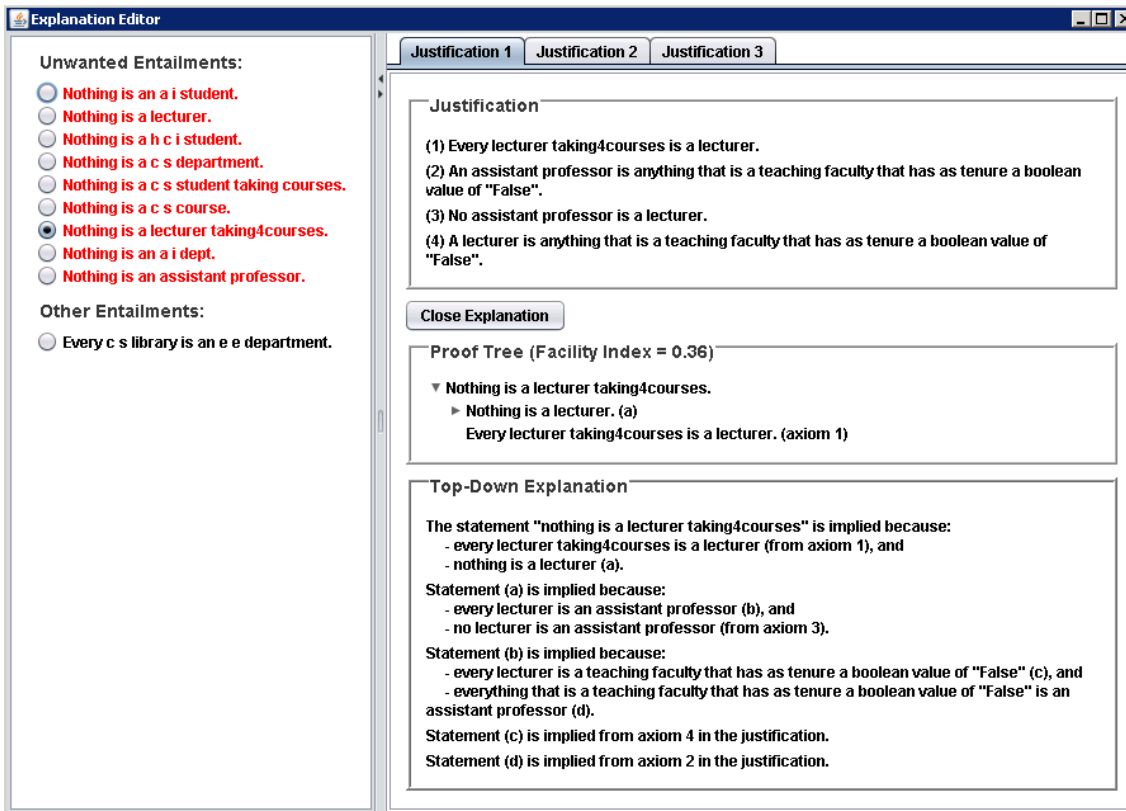 Explanation Editor
Unwanted Entailments:
Nothing is an a i student.
Nothing is a lecturer.
Nothing is a h c i student.
Nothing is a c s department.
Nothing is a c s student taking courses.
Nothing is a c s course.
Nothing is a lecturer taking4courses.
Nothing is an a i dept.
Nothing is an assistant professor.
Other Entailments:
Every c s library is an e e department.
Justification 1
Justification 2
Justification 3
Justification
(1) Every lecturer taking4courses is a lecturer.
(2) An assistant professor is anything that is a teaching faculty that has as tenure a boolean
value of "False".
(3) No assistant professor is a lecturer.
(4) A lecturer is anything that is a teaching faculty that has as tenure a boolean value of
"False".
Close Explanation
Proof Tree (Facility Index = 0.36)
Nothing is a lecturer taking4courses.
Nothing is a lecturer. (a)
Every lecturer taking4courses is a lecturer. (axiom 1)
Top-Down Explanation
The statement "nothing is a lecturer taking4courses" is implied because:
- every lecturer taking4courses is a lecturer (from axiom 1), and
- nothing is a lecturer (a).
Statement (a) is implied because:
- every lecturer is an assistant professor (b), and
- no lecturer is an assistant professor (from axiom 3).
Statement (b) is implied because:
- every lecturer is a teaching faculty that has as tenure a boolean value of "False" (c), and
- everything that is a teaching faculty that has as tenure a boolean value of "False" is an
assistant professor (d).
Statement (c) is implied from axiom 4 in the justification.
Statement (d) is implied from axiom 2 in the justification.